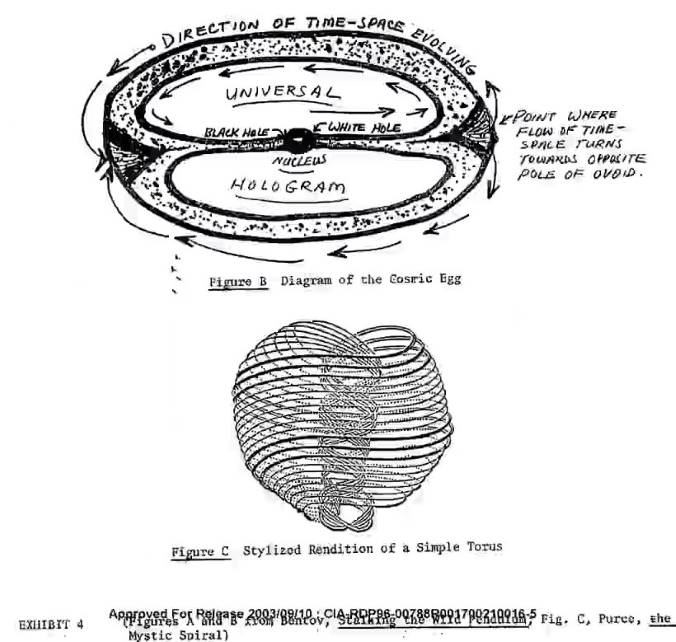 DIRECTION OF TIME-SPACE EVOLVING
UNIVERSAL
BLACK HOLE
WHITE HOLE
NUCLEUS
HOLOGRAM
POINT WHERE
FLOW OF TIME-
SPACE TURNS
TOWARDS OPPOSITE
POLE OF OVOID.
Figure B Diagram of the Cosmic Egg
Figure C Stylized Rendition of a Simple Torus
Approved For Release 2003/09/10 : CIA-RDP96-00788R001700210016-5
EXHIBIT 4 (Figures A and B from Bentov, Stalking the Wild Pendulum, Fig. C, Purce, the
Mystic Spiral)